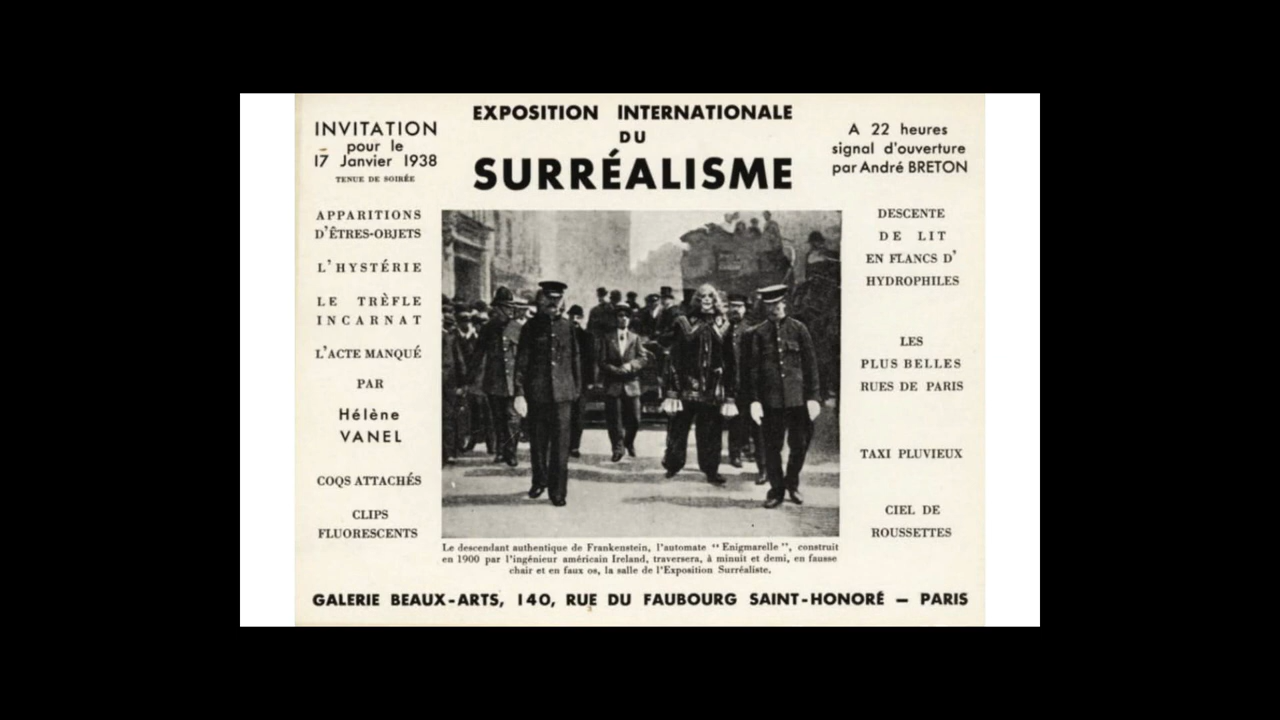 EXPOSITION INTERNATIONALE
DU
SURRÉALISME
INVITATION
pour le
17 Janvier 1938
TENUE DE SOIRÉE
A 22 heures
signal d'ouverture
par André BRETON
APPARITIONS
D'ÊTRES-OBJETS
L'HYSTÉRIE
LE TRÈFLE
INCARNAT
L'ACTE MANQUÉ
PAR
Hélène
VANEL
COQS ATTACHÉS
CLIPS
FLUORESCENTS
DESCENTE
DE LIT
EN FLANCS D'
HYDROPHILES
LES
PLUS BELLES
RUES DE PARIS
TAXI PLUVIEUX
CIEL DE
ROUSSETTES
Le descendant authentique de Frankenstein, l'automate "Enigmarelle", construit
en 1900 par l'ingénieur américain Ireland, traversera, à minuit et demi, en fausse
chair et en faux os, la salle de l'Exposition Surréaliste.
GALERIE BEAUX-ARTS, 140, RUE DU FAUBOURG SAINT-HONORÉ — PARIS